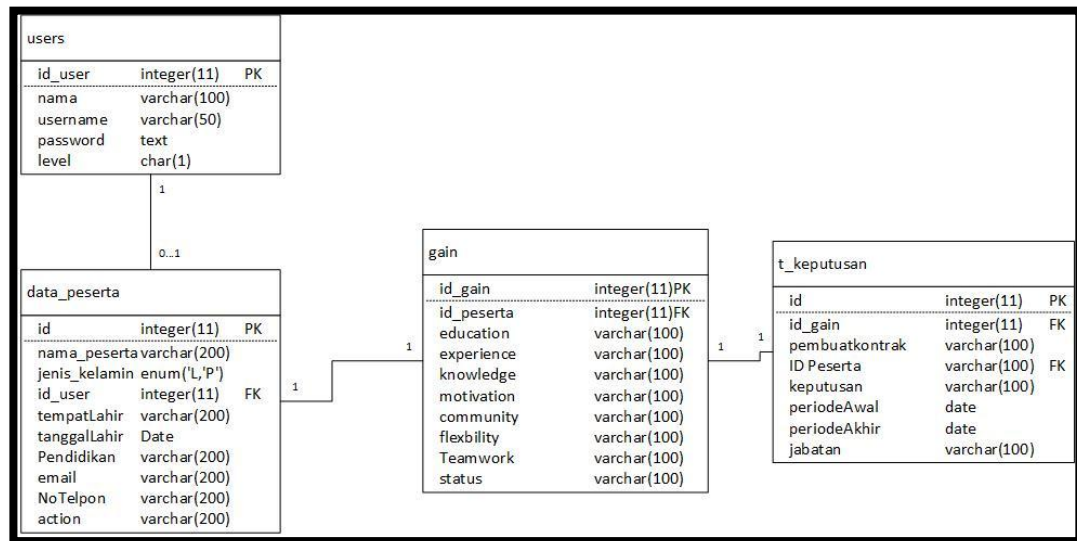 users
id_user integer(11) PK
nama varchar(100)
username varchar(50)
password text
level char(1)
1
0...1
data_peserta
id integer(11) PK
nama_peserta varchar(200)
jenis_kelamin enum('L,'P')
id_user integer(11) FK
tempatLahir varchar(200)
tanggalLahir Date
Pendidikan varchar(200)
email varchar(200)
NoTelpon varchar(200)
action varchar(200)
1
1
gain
id_gain integer(11)PK
id_peserta integer(11)FK
education varchar(100)
experience varchar(100)
knowledge varchar(100)
motivation varchar(100)
community varchar(100)
flexbility varchar(100)
Teamwork varchar(100)
status varchar(100)
1
1
t_keputusan
id integer(11) PK
id_gain integer(11) FK
pembuatkontrak varchar(100)
ID Peserta varchar(100) FK
keputusan varchar(100)
periodeAwal date
periodeAkhir date
jabatan varchar(100)